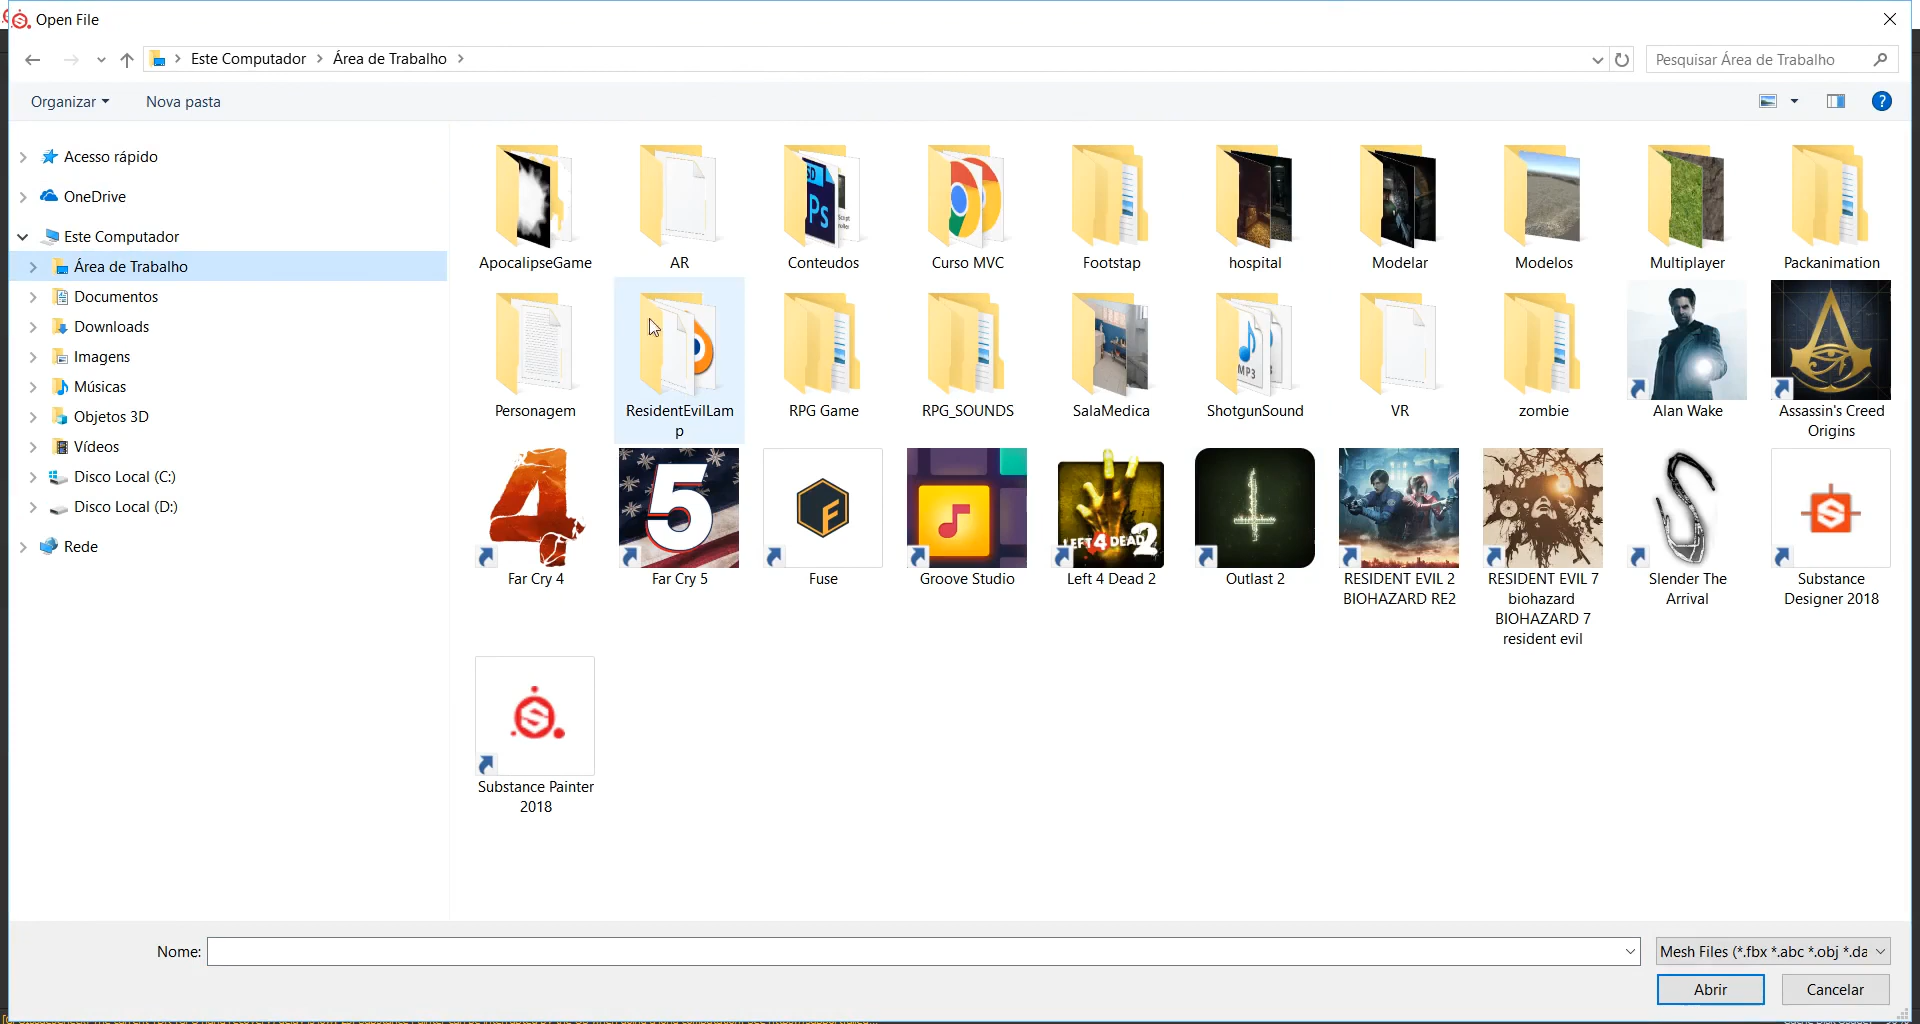 Open File
Este Computador
Área de Trabalho
Pesquisar Área de Trabalho
Organizar
Nova pasta
Acesso rápido
OneDrive
Este Computador
Área de Trabalho
Documentos
Downloads
Imagens
Músicas
Objetos 3D
Vídeos
Disco Local (C:)
Disco Local (D:)
Rede
ApocalipseGame
AR
Conteudos
Curso MVC
Footstap
hospital
Modelar
Modelos
Multiplayer
Packanimation
Personagem
ResidentEvilLam
p
RPG Game
RPG_SOUNDS
SalaMedica
ShotgunSound
VR
zombie
Alan Wake
Assassin's Creed
Origins
Far Cry 4
Far Cry 5
Fuse
Groove Studio
Left 4 Dead 2
Outlast 2
RESIDENT EVIL 2
BIOHAZARD RE2
RESIDENT EVIL 7
biohazard
BIOHAZARD 7
resident evil
Slender The
Arrival
Substance
Designer 2018
Substance Painter
2018
Nome:
Mesh Files (*.fbx *.abc *.obj *.da
Abrir
Cancelar